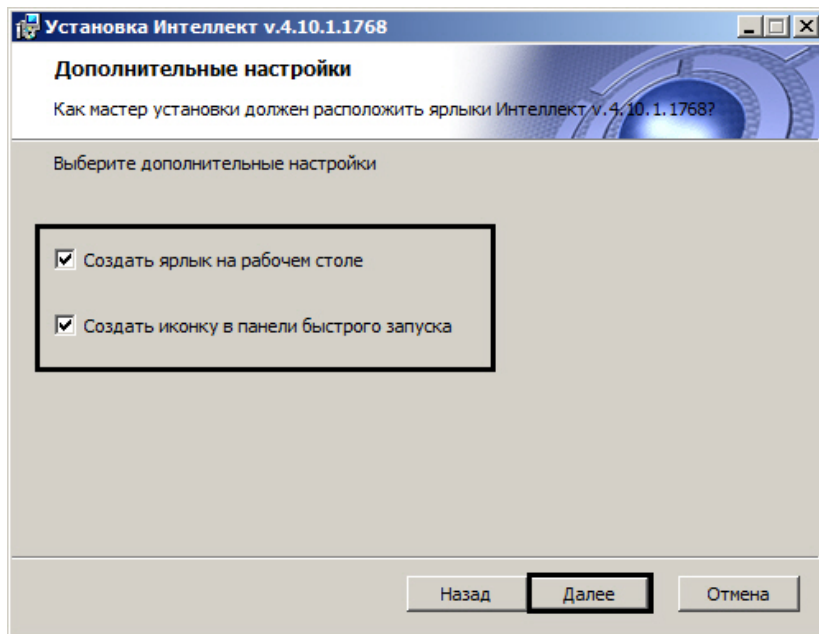 Установка Интеллект v.4.10.1.1768
Дополнительные настройки
Как мастер установки должен расположить ярлыки Интеллект v.4.10.1.1768?
Выберите дополнительные настройки
Создать ярлык на рабочем столе
Создать иконку в панели быстрого запуска
Назад
Далее
Отмена